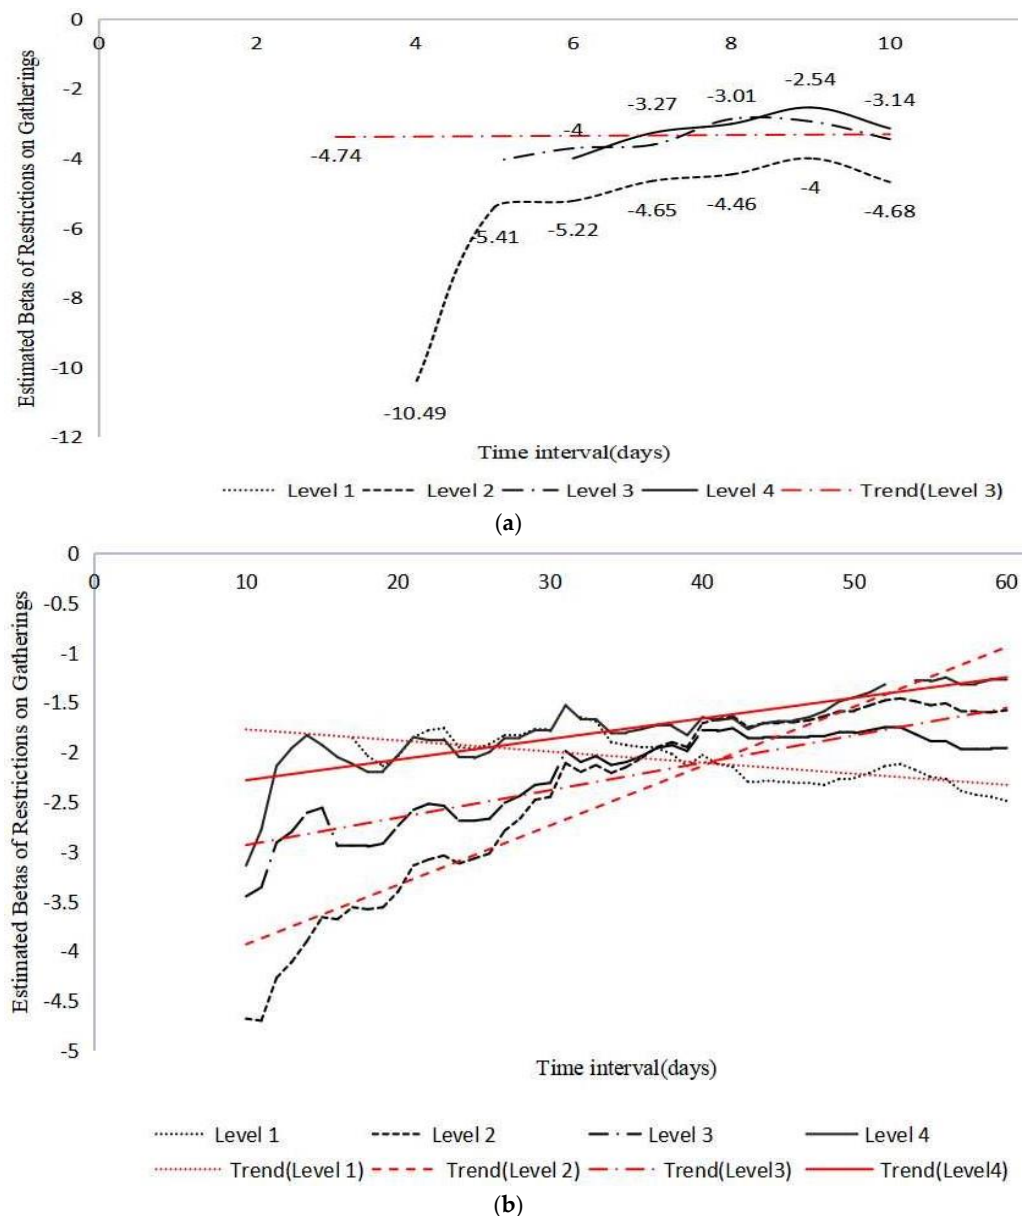 Estimated Betas of Restrictions on Gatherings
0
0 2 4 6 8 10
-2
-4
-6
-8
-10
-12
-4.74
-10.49
-5.41
-4
-5.22
-3.27
-4.65
-3.01
-4.46
-2.54
-4
-3.14
-4.68
Time interval(days)
Level 1 Level 2 Level 3 Level 4 Trend(Level 3)
(a)
Estimated Betas of Restrictions on Gatherings
0
0 10 20 30 40 50 60
-0.5
-1
-1.5
-2
-2.5
-3
-3.5
-4
-4.5
-5
Time interval(days)
Level 1 Level 2 Level 3 Level 4
Trend(Level 1) Trend(Level 2) Trend(Level3) Trend(Level4)
(b)